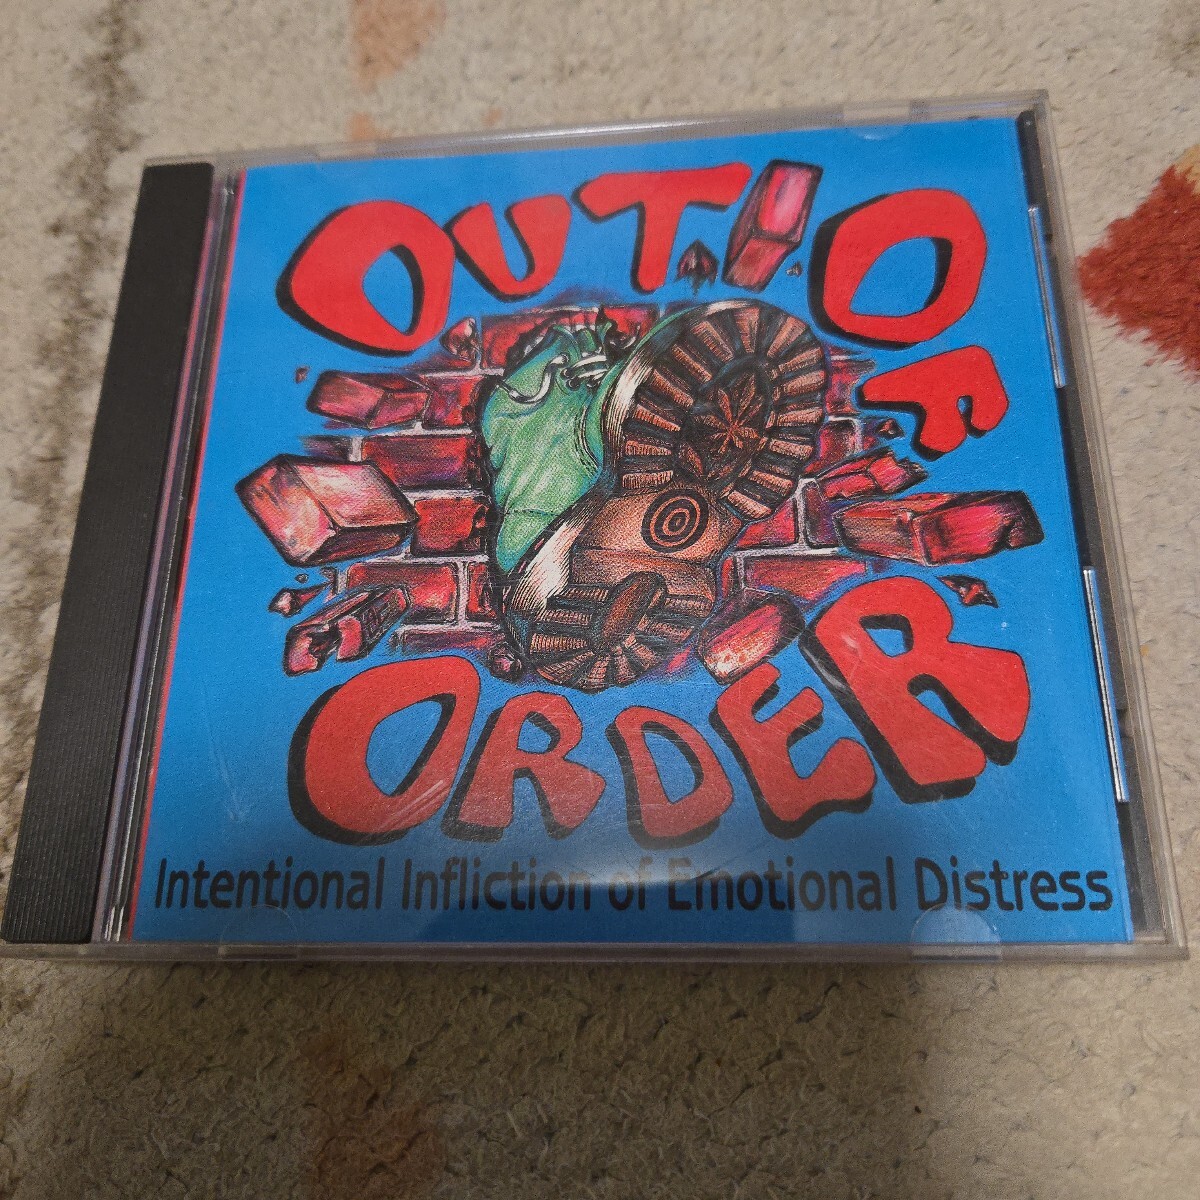 OUT OF
ORDER
Intentional Infliction of Emotional Distress